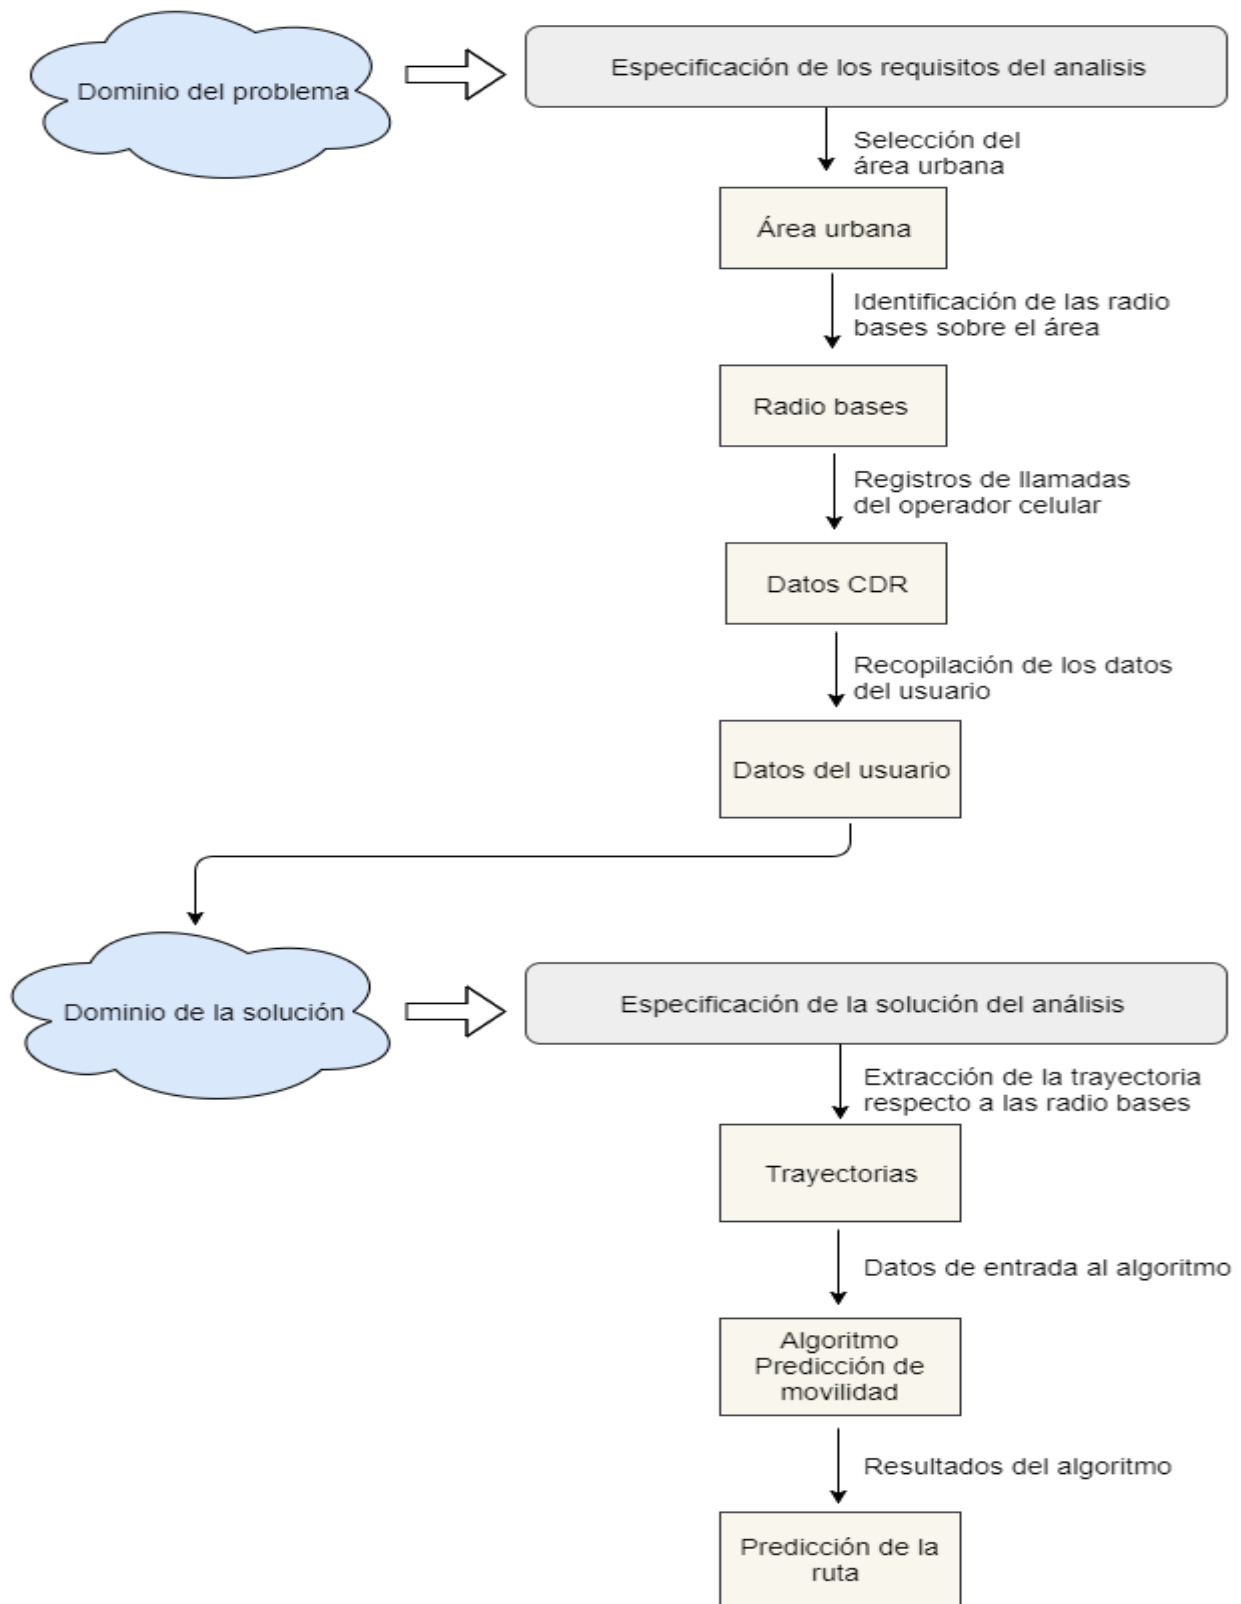 Dominio del problema
Especificación de los requisitos del analisis
Selección del
área urbana
Área urbana
Identificación de las radio
bases sobre el área
Radio bases
Registros de llamadas
del operador celular
Datos CDR
Recopilación de los datos
del usuario
Datos del usuario
Dominio de la solución
Especificación de la solución del análisis
Extracción de la trayectoria
respecto a las radio bases
Trayectorias
Datos de entrada al algoritmo
Algoritmo
Predicción de
movilidad
Resultados del algoritmo
Predicción de la
ruta